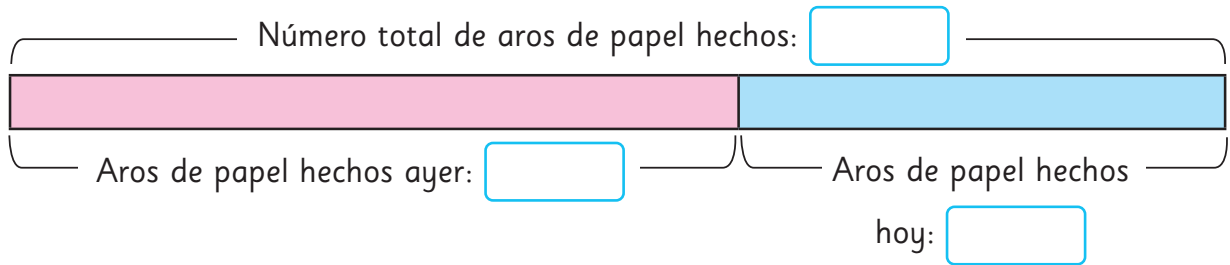 Número total de aros de papel hechos:
Aros de papel hechos ayer:
Aros de papel hechos
hoy: